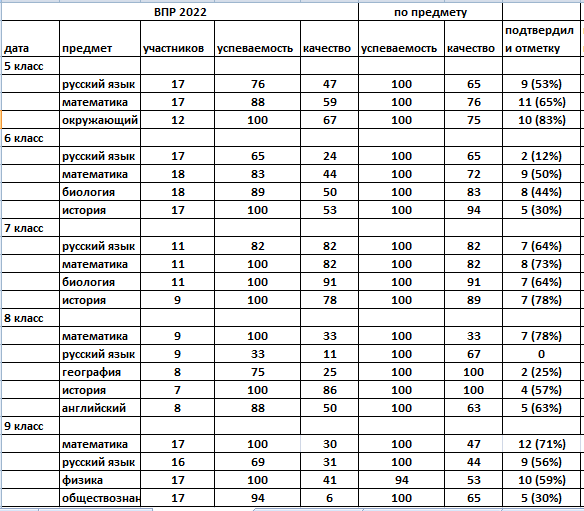 ВПР 2022 по предмету
дата предмет участников успеваемость качество успеваемость качество подтвердил
и отметку
5 класс
русский язык 17 76 47 100 65 9 (53%)
математика 17 88 59 100 76 11 (65%)
окружающий 12 100 67 100 75 10 (83%)
6 класс
русский язык 17 65 24 100 65 2 (12%)
математика 18 83 44 100 72 9 (50%)
биология 18 89 50 100 83 8 (44%)
история 17 100 53 100 94 5 (30%)
7 класс
русский язык 11 82 82 100 82 7 (64%)
математика 11 100 82 100 82 8 (73%)
биология 11 100 91 100 91 7 (64%)
история 9 100 78 100 89 7 (78%)
8 класс
математика 9 100 33 100 33 7 (78%)
русский язык 9 33 11 100 67 0
география 8 75 25 100 100 2 (25%)
история 7 100 86 100 100 4 (57%)
английский 8 88 50 100 63 5 (63%)
9 класс
математика 17 100 30 100 47 12 (71%)
русский язык 16 69 31 100 44 9 (56%)
физика 17 100 41 94 53 10 (59%)
обществознан 17 94 6 100 65 5 (30%)